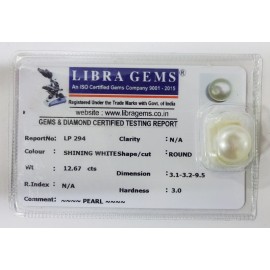 LIBRA GEMS®
An ISO Certified Gems Company 9001 - 2015
Registered Under the Trade Marks with Govt. of India
website : www.libragems.co.in
GEMS & DIAMOND CERTIFIED TESTING REPORT
ReportNo: LP 294 Clarity : N/A
Colour : SHINING WHITE Shape/cut : ROUND
Wt : 12.67 cts Dimension : 3.1-3.2-9.5
R.Index : N/A Hardness : 3.0
Comment : ~~~~ PEARL ~~~~